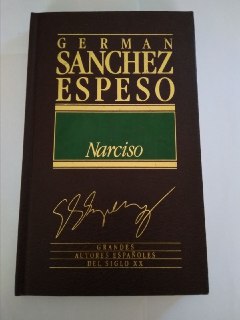 GERMAN
SANCHEZ
ESPESO
Narciso
GRANDES
AUTORES ESPAÑOLES
DEL SIGLO XX